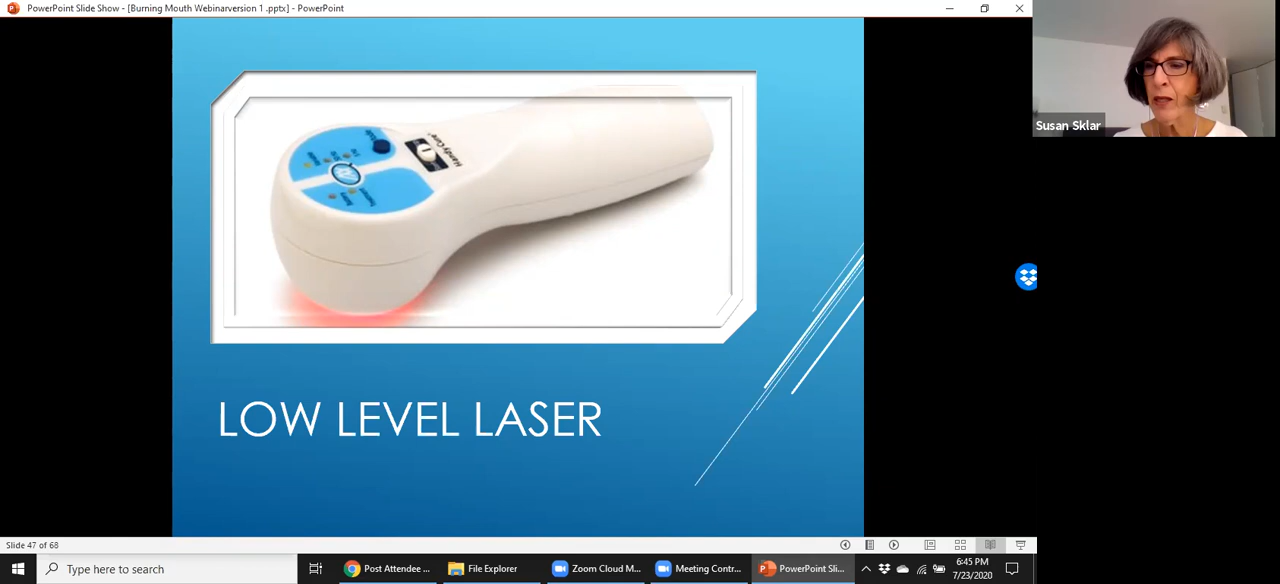 PowerPoint Slide Show - [Burning Mouth Webinarversion 1 .pptx] - PowerPoint
Susan Sklar
Handy Cure
LOW LEVEL LASER
Slide 47 of 68
Type here to search
Post Attendee ...
File Explorer
Zoom Cloud M...
Meeting Contr...
PowerPoint Sli...
6:45 PM
7/23/2020